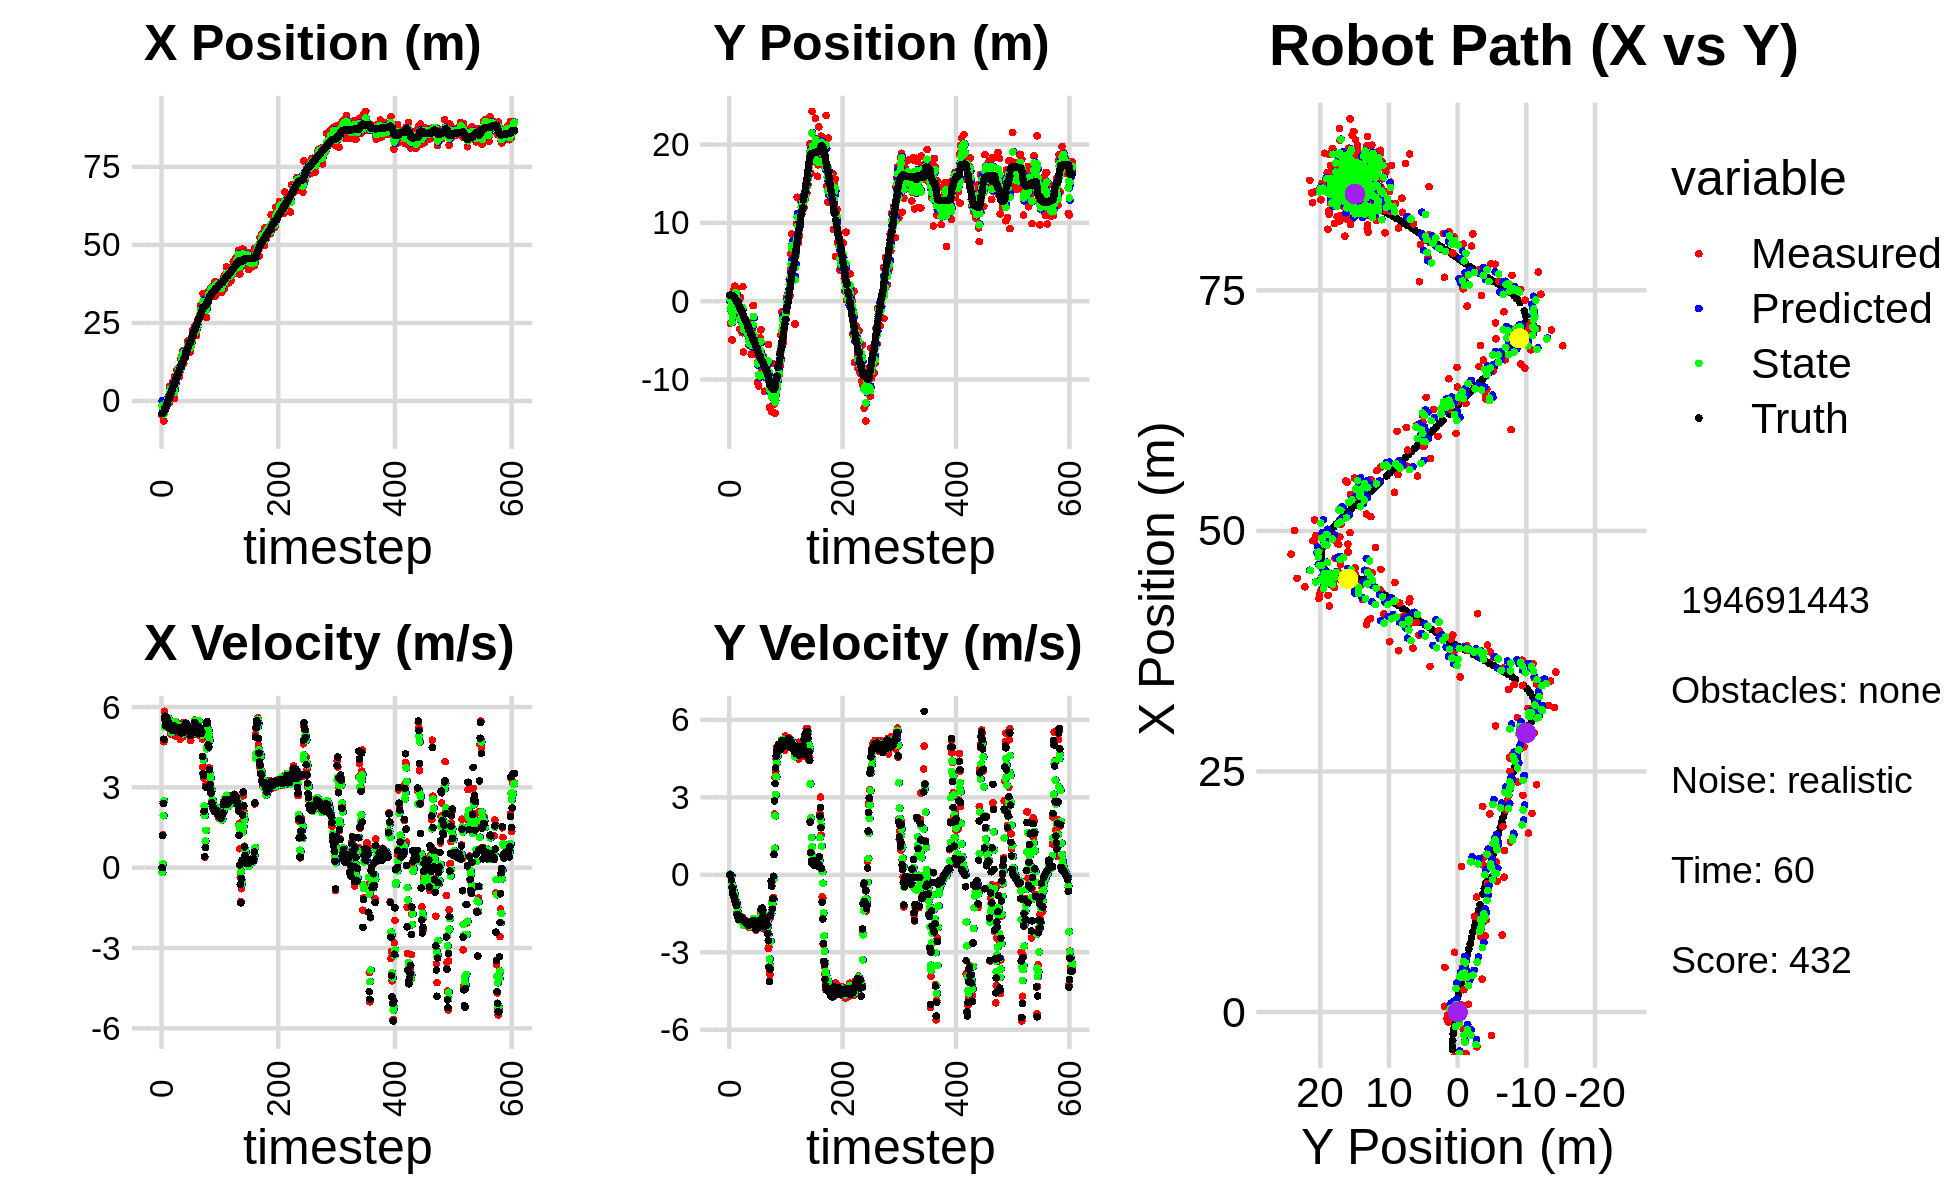 X Position (m)
75
50
25
0
0
200
400
600
timestep
Y Position (m)
20
10
0
-10
0
200
400
600
timestep
X Velocity (m/s)
6
3
0
-3
-6
0
200
400
600
timestep
Y Velocity (m/s)
6
3
0
-3
-6
0
200
400
600
timestep
Robot Path (X vs Y)
X Position (m)
75
50
25
0
20
10
0
-10
-20
Y Position (m)
variable
Measured
Predicted
State
Truth
194691443
Obstacles: none
Noise: realistic
Time: 60
Score: 432